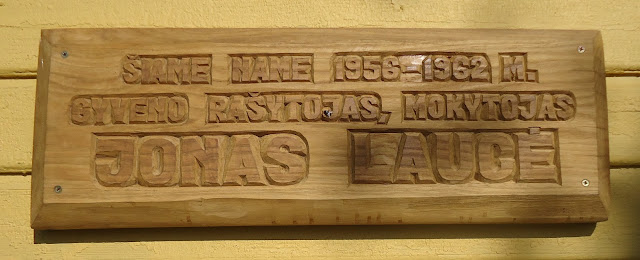 ŠIAME NAME 1956-1962 M.
GYVENO RAŠYTOJAS, MOKYTOJAS
JONAS LAUCĖ